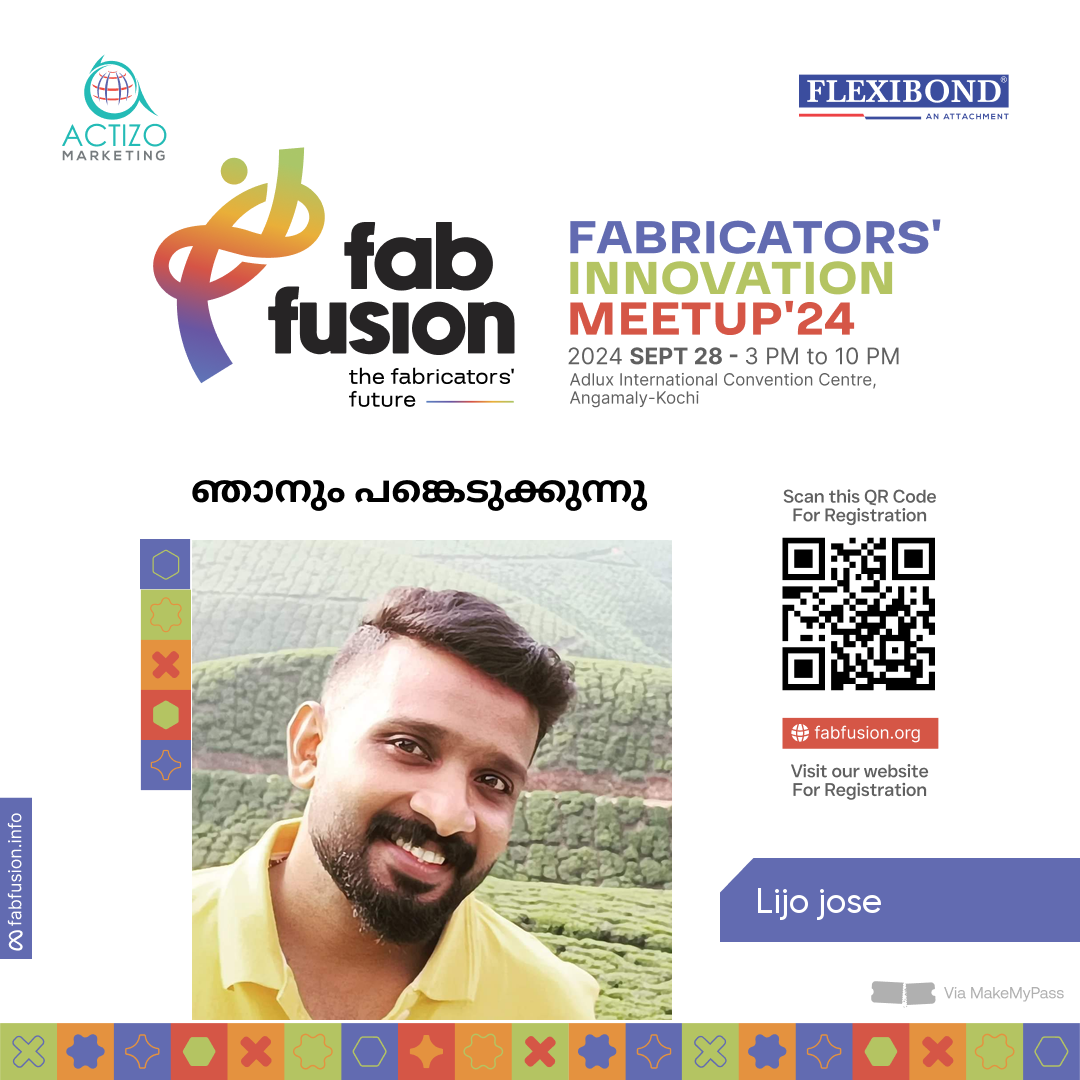 ACTIZO
MARKETING
FLEXIBOND®
AN ATTACHMENT
fab
fusion
the fabricators'
future
FABRICATORS'
INNOVATION
MEETUP'24
2024 SEPT 28 - 3 PM to 10 PM
Adlux International Convention Centre,
Angamaly-Kochi
ഞാനും പങ്കെടുക്കുന്നു
Scan this QR Code
For Registration
fabfusion.org
Visit our website
For Registration
fabfusion.info
Lijo jose
Via MakeMyPass